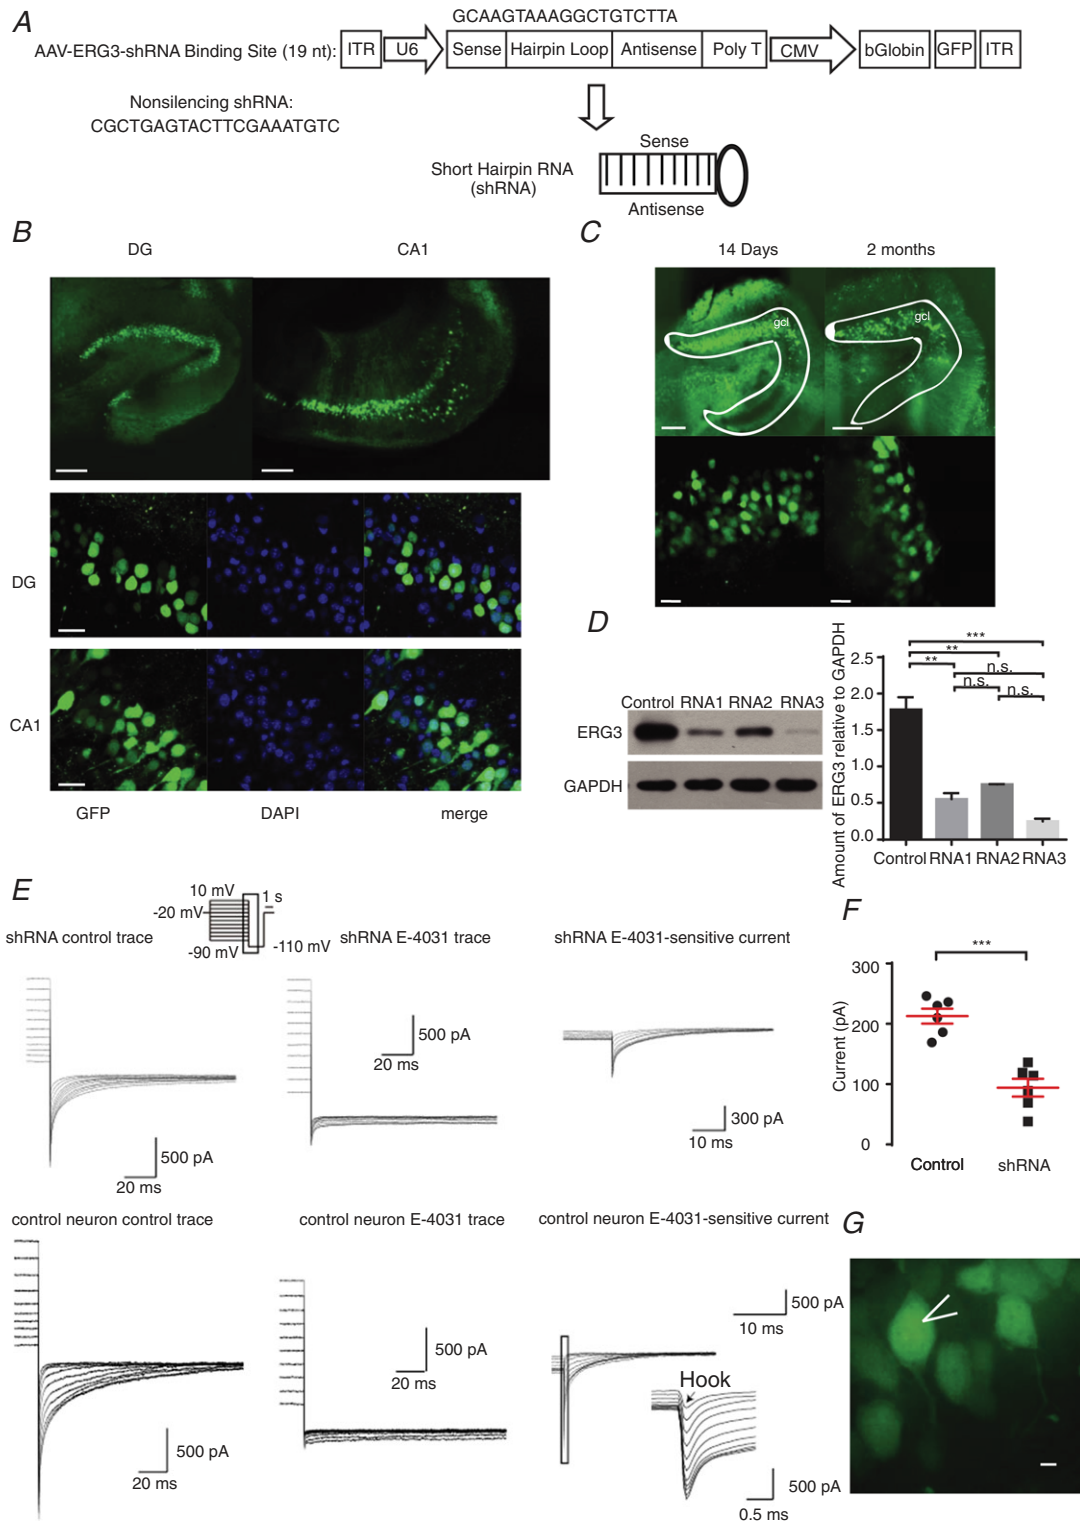 A
GCAAGTAAAGGCTGTCTTA
AAV-ERG3-shRNA Binding Site (19 nt): ITR U6 Sense Hairpin Loop Antisense Poly T CMV bGlobin GFP ITR
Nonsilencing shRNA:
CGCTGAGTACTTCGAAATGTC
Sense
Short Hairpin RNA
(shRNA)
Antisense
B
DG CA1
DG
CA1
GFP DAPI merge
C
14 Days 2 months
gcl gcl
D
Control RNA1 RNA2 RNA3
ERG3
GAPDH
Amount of ERG3 relative to GAPDH
2.5
2.0
1.5
1.0
0.5
0.0
***
**
**
n.s.
n.s.
n.s.
Control RNA1 RNA2 RNA3
E
10 mV
1 s
-20 mV
-90 mV
-110 mV
shRNA control trace
500 pA
20 ms
shRNA E-4031 trace
500 pA
20 ms
shRNA E-4031-sensitive current
300 pA
10 ms
control neuron control trace
500 pA
20 ms
control neuron E-4031 trace
500 pA
20 ms
control neuron E-4031-sensitive current
500 pA
10 ms
Hook
500 pA
0.5 ms
F
***
Current (pA)
300
200
100
0
Control shRNA
G